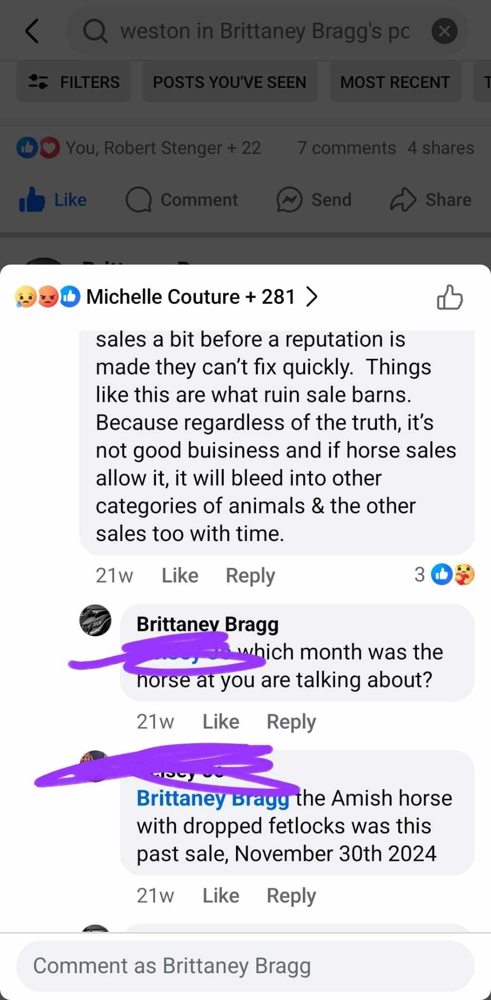 weston in Brittaney Bragg's po
FILTERS
POSTS YOU'VE SEEN
MOST RECENT
You, Robert Stenger + 22
7 comments 4 shares
Like
Comment
Send
Share
Michelle Couture + 281
sales a bit before a reputation is
made they can’t fix quickly. Things
like this are what ruin sale barns.
Because regardless of the truth, it’s
not good buisiness and if horse sales
allow it, it will bleed into other
categories of animals & the other
sales too with time.
21w Like Reply 3
Brittaney Bragg
which month was the
horse at you are talking about?
21w Like Reply
Brittaney Bragg the Amish horse
with dropped fetlocks was this
past sale, November 30th 2024
21w Like Reply
Comment as Brittaney Bragg